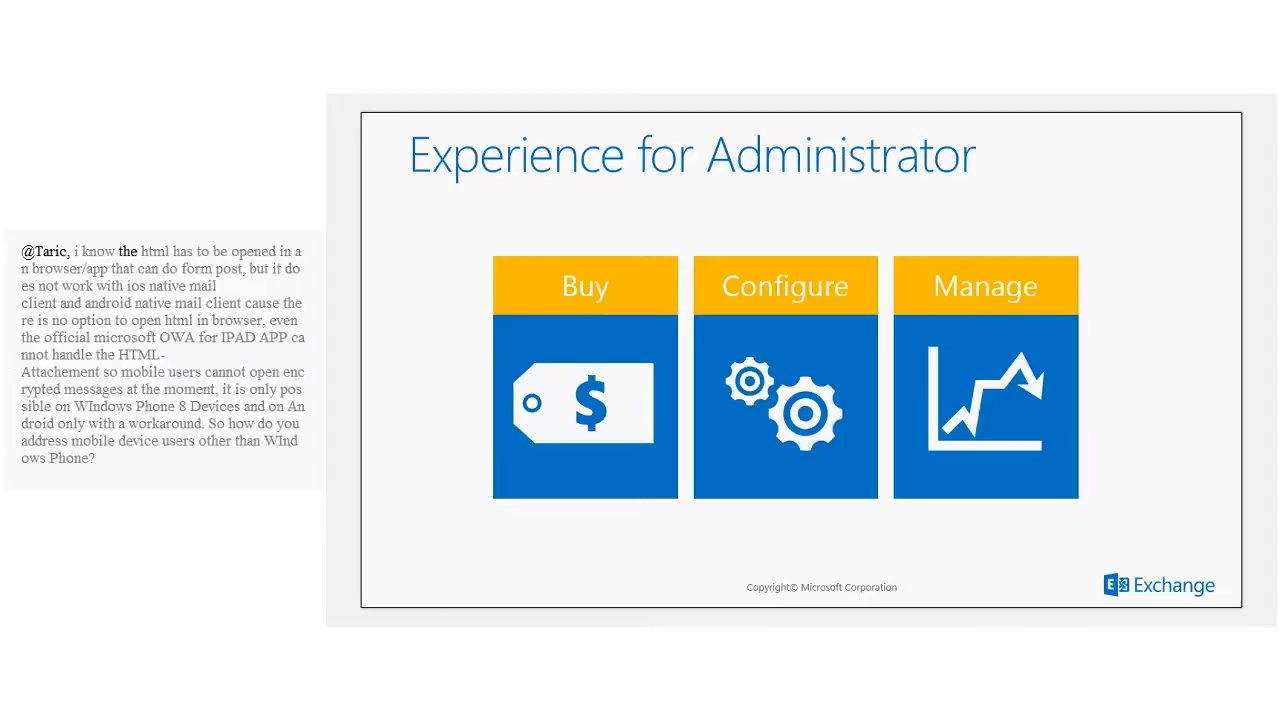 @Taric, i know the html has to be opened in a
n browser/app that can do form post, but it do
es not work with ios native mail
client and android native mail client cause the
re is no option to open html in browser, even
the official microsoft OWA for IPAD APP ca
nnot handle the HTML-
Attachement so mobile users cannot open enc
rypted messages at the moment, it is only pos
sible on WIndows Phone 8 Devices and on An
droid only with a workaround. So how do you
address mobile device users other than WInd
ows Phone?
Experience for Administrator
Buy
Configure
Manage
$
Copyright© Microsoft Corporation
E Exchange